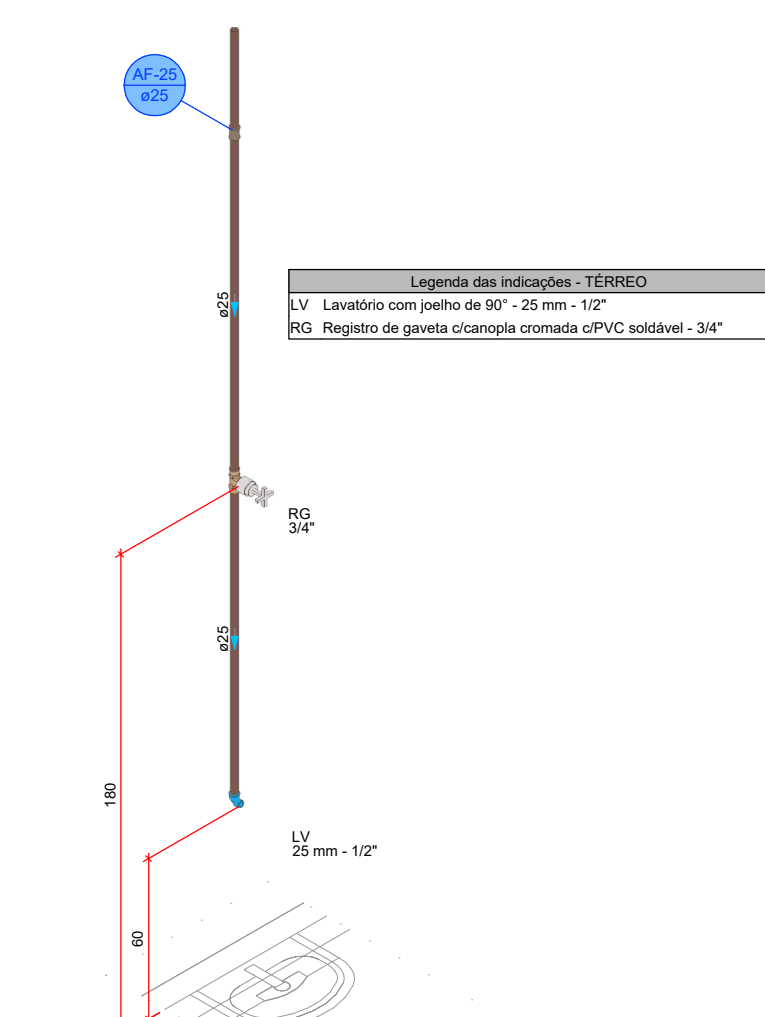 AF-25
ø25
ø25
Legenda das indicações - TÉRREO
LV Lavatório com joelho de 90° - 25 mm - 1/2"
RG Registro de gaveta c/canopla cromada c/PVC soldável - 3/4"
RG
3/4"
ø25
180
LV
25 mm - 1/2"
60